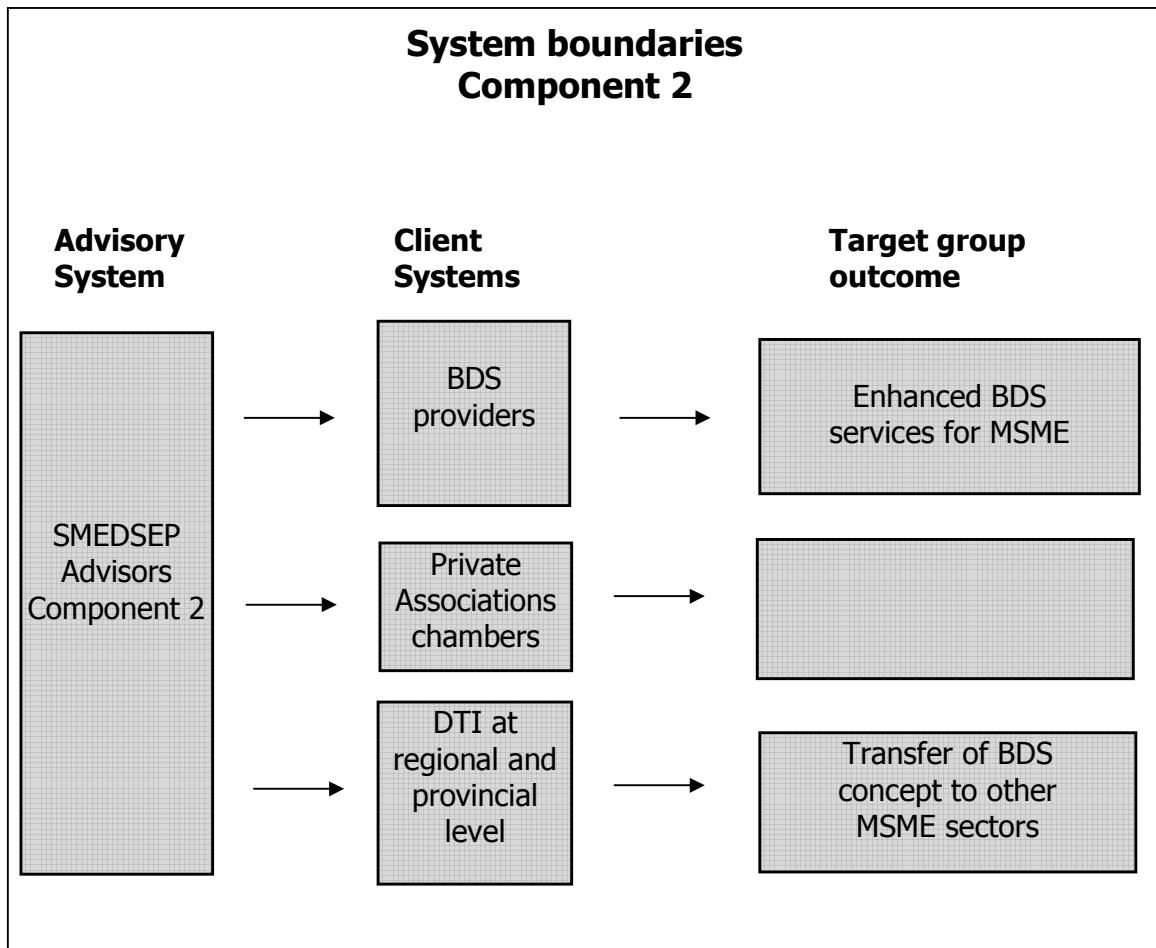 System boundaries
Component 2
Advisory
System
Client
Systems
Target group
outcome
SMEDSEP
Advisors
Component 2
BDS
providers
Enhanced BDS
services for MSME
Private
Associations
chambers
DTI at
regional and
provincial
level
Transfer of BDS
concept to other
MSME sectors